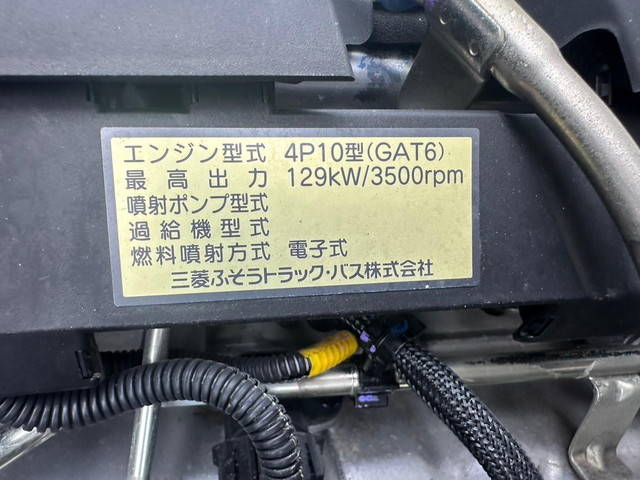 エンジン型式 4P10型(GAT6)
最高出力 129kW/3500rpm
噴射ポンプ型式
過給機型式
燃料噴射方式 電子式
三菱ふそうトラック・バス株式会社